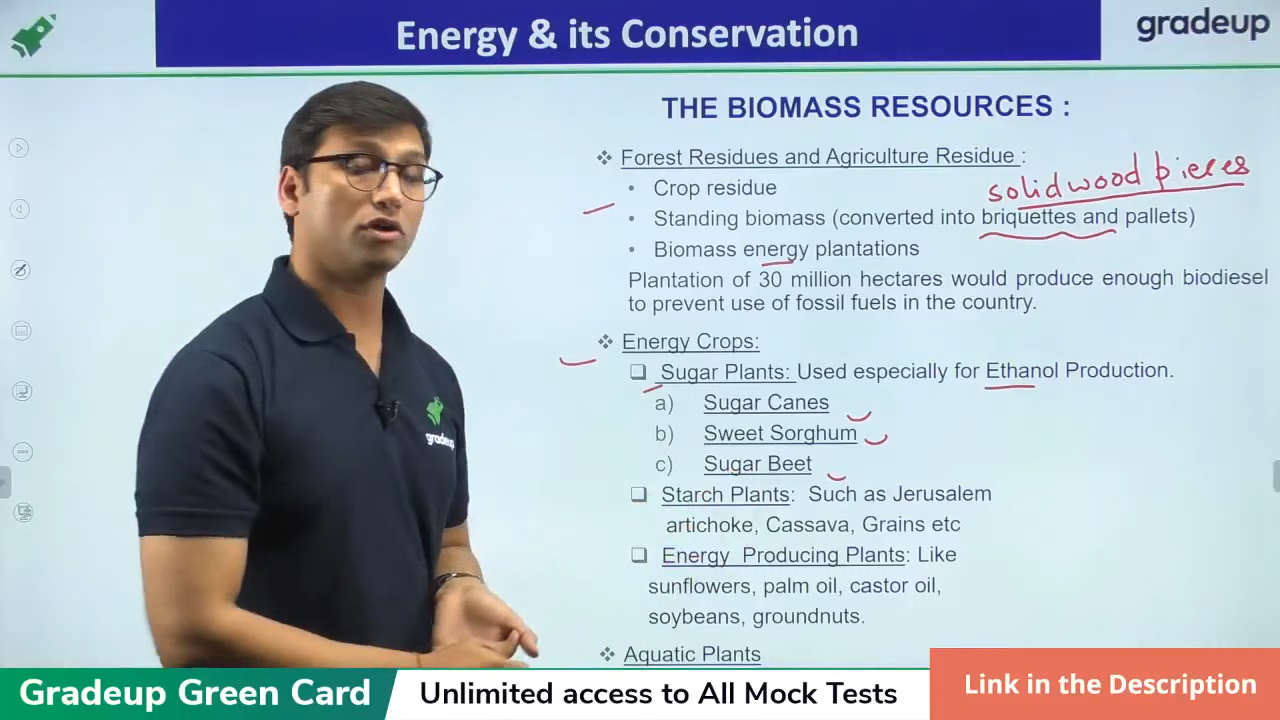 Energy & its Conservation
gradeup
THE BIOMASS RESOURCES :
❖ Forest Residues and Agriculture Residue :
• Crop residue
solid wood pieces
• Standing biomass (converted into briquettes and pallets)
• Biomass energy plantations
Plantation of 30 million hectares would produce enough biodiesel
to prevent use of fossil fuels in the country.
❖ Energy Crops:
❑ Sugar Plants: Used especially for Ethanol Production.
a) Sugar Canes
b) Sweet Sorghum
c) Sugar Beet
❑ Starch Plants: Such as Jerusalem
artichoke, Cassava, Grains etc
❑ Energy Producing Plants: Like
sunflowers, palm oil, castor oil,
soybeans, groundnuts.
❖ Aquatic Plants
gradeup
Gradeup Green Card
Unlimited access to All Mock Tests
Link in the Description